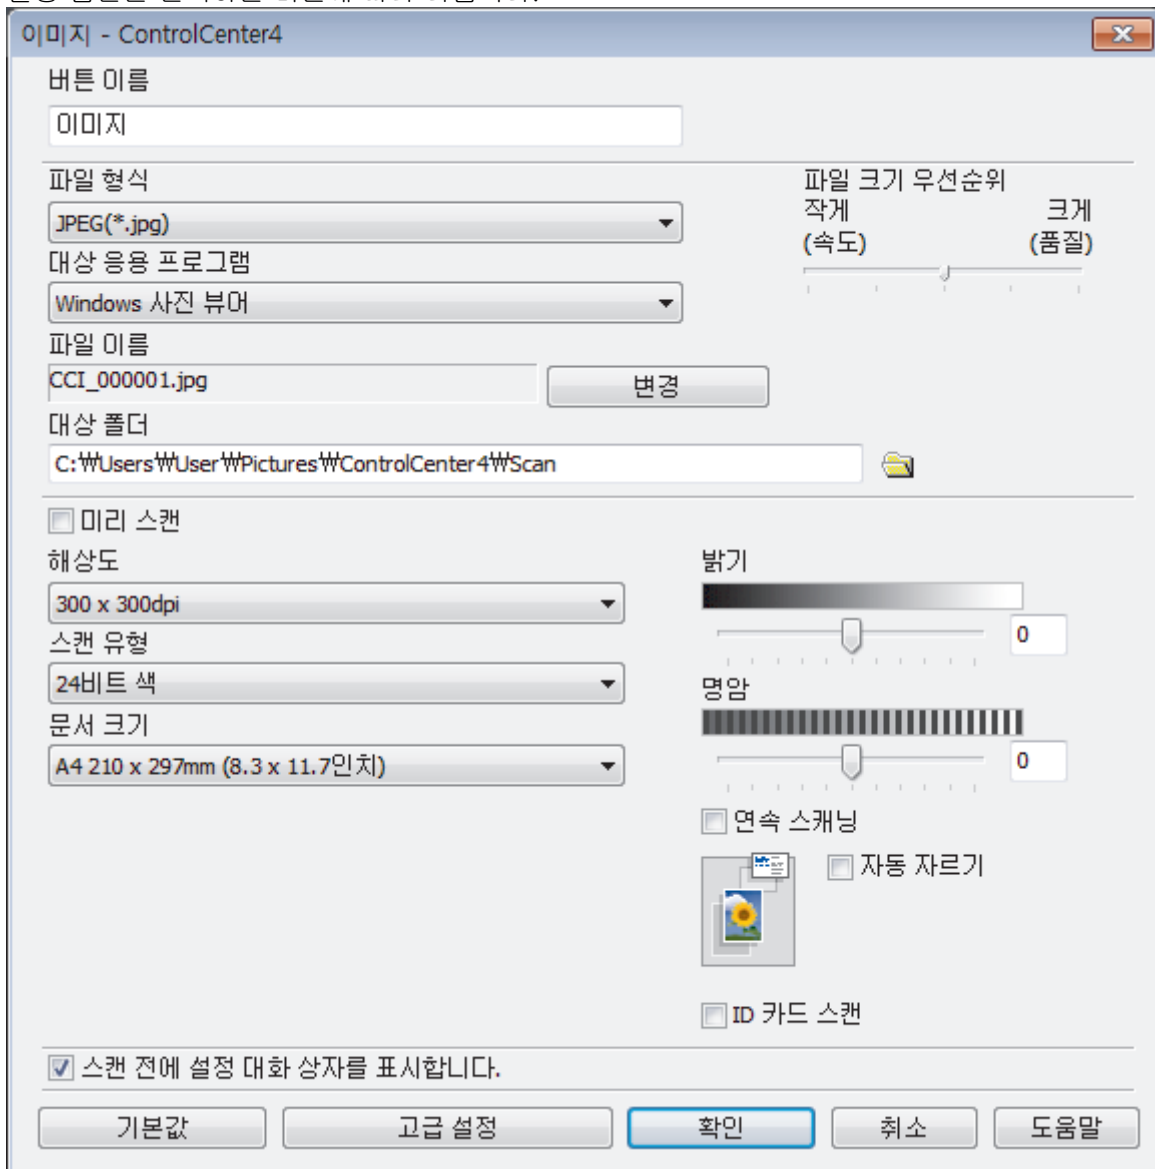 이미지 - ControlCenter4
버튼 이름
이미지
파일 형식
JPEG(*.jpg)
대상 응용 프로그램
Windows 사진 뷰어
파일 이름
CCI_000001.jpg
변경
대상 폴더
C:₩Users₩User₩Pictures₩ControlCenter4₩Scan
파일 크기 우선순위
작게 크게
(속도) (품질)
미리 스캔
해상도
300 x 300dpi
스캔 유형
24비트 색
문서 크기
A4 210 x 297mm (8.3 x 11.7인치)
밝기
0
명암
0
연속 스캐닝
자동 자르기
ID 카드 스캔
스캔 전에 설정 대화 상자를 표시합니다.
기본값 고급 설정 확인 취소 도움말